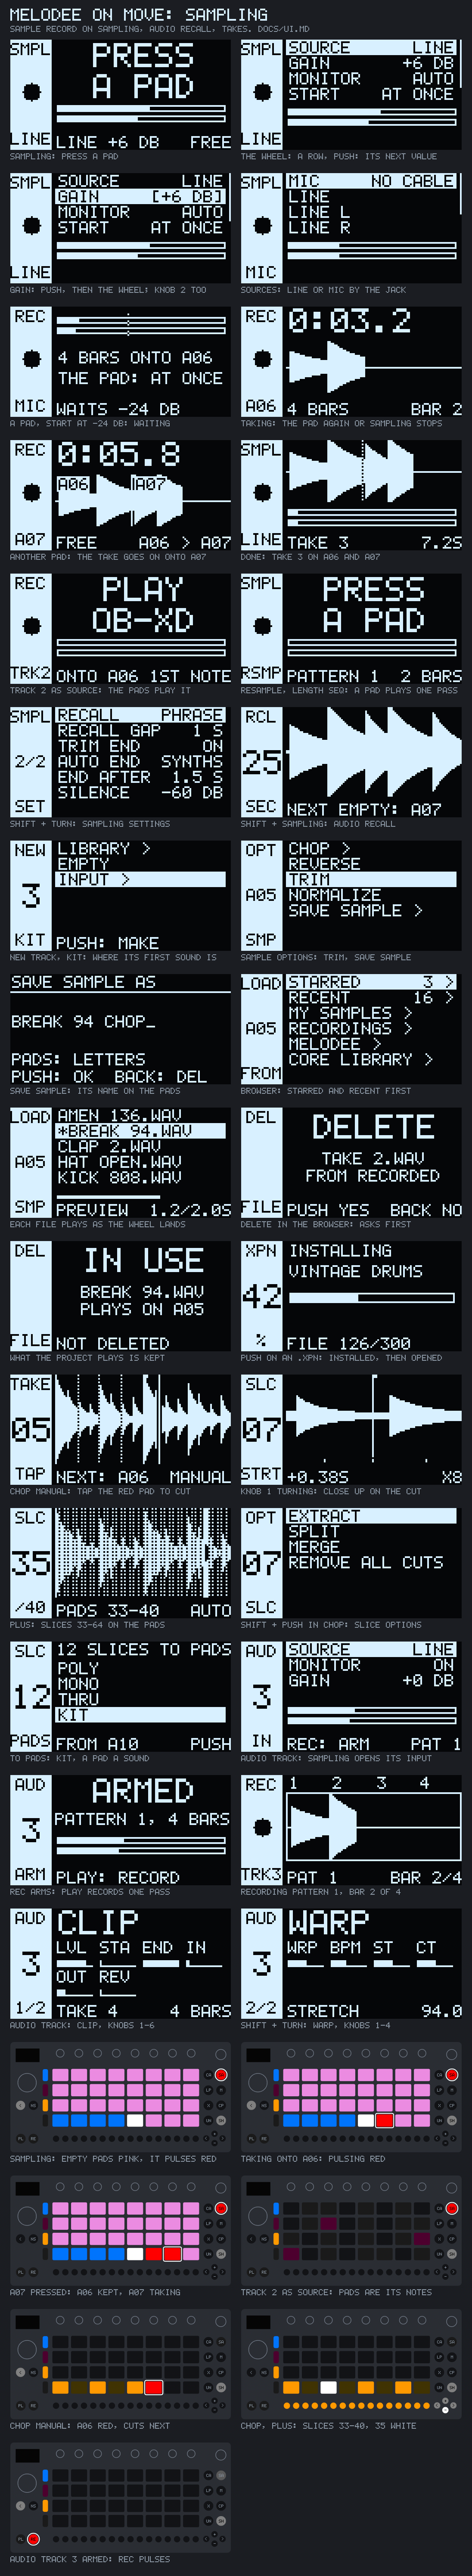 MELODEE ON MOVE: SAMPLING
SAMPLE RECORD ON SAMPLING, AUDIO RECALL, TAKES. DOCS/UI.MD
SMPL
PRESS
A PAD
LINE
LINE +6 DB FREE
SAMPLING: PRESS A PAD
SMPL
SOURCE LINE
GAIN +6 DB
MONITOR AUTO
START AT ONCE
LINE
THE WHEEL: A ROW, PUSH: ITS NEXT VALUE
SMPL
SOURCE LINE
GAIN [+6 DB]
MONITOR AUTO
START AT ONCE
LINE
GAIN: PUSH, THEN THE WHEEL: KNOB 2 TOO
SMPL
MIC NO CABLE
LINE
LINE L
LINE R
MIC
SOURCES: LINE OR MIC BY THE JACK
REC
4 BARS ONTO A06
THE PAD: AT ONCE
MIC
WAITS -24 DB
A PAD, START AT -24 DB: WAITING
REC
0:03.2
A06
4 BARS BAR 2
TAKING: THE PAD AGAIN OR SAMPLING STOPS
REC
0:05.8
A06 A07
A07
FREE A06 > A07
ANOTHER PAD: THE TAKE GOES ON ONTO A07
SMPL
LINE
TAKE 3 7.2S
DONE: TAKE 3 ON A06 AND A07
REC
PLAY
OB-XD
TRK2
ONTO A06 1ST NOTE
TRACK 2 AS SOURCE: THE PADS PLAY IT
SMPL
PRESS
A PAD
RSMP
PATTERN 1 2 BARS
RESAMPLE, LENGTH SEQ: A PAD PLAYS ONE PASS
SMPL
2/2
SET
RECALL PHRASE
RECALL GAP 1 S
TRIM END ON
AUTO END SYNTHS
END AFTER 1.5 S
SILENCE -60 DB
SHIFT + TURN: SAMPLING SETTINGS
RCL
25
SEC
NEXT EMPTY: A07
SHIFT + SAMPLING: AUDIO RECALL
NEW
3
KIT
LIBRARY >
EMPTY
INPUT >
PUSH: MAKE
NEW TRACK, KIT: WHERE ITS FIRST SOUND IS
OPT
A05
SMP
CHOP >
REVERSE
TRIM
NORMALIZE
SAVE SAMPLE >
SAMPLE OPTIONS: TRIM, SAVE SAMPLE
SAVE SAMPLE AS
BREAK 94 CHOP_
PADS: LETTERS
PUSH: OK BACK: DEL
SAVE SAMPLE: ITS NAME ON THE PADS
LOAD
A05
FROM
STARRED 3 >
RECENT 16 >
MY SAMPLES >
RECORDINGS >
MELODEE >
CORE LIBRARY >
BROWSER: STARRED AND RECENT FIRST
LOAD
A05
SMP
AMEN 136.WAV
*BREAK 94.WAV
CLAP 2.WAV
HAT OPEN.WAV
KICK 808.WAV
PREVIEW 1.2/2.0S
EACH FILE PLAYS AS THE WHEEL LANDS
DEL
FILE
DELETE
TAKE 2.WAV
FROM RECORDED
PUSH YES BACK NO
DELETE IN THE BROWSER: ASKS FIRST
DEL
FILE
IN USE
BREAK 94.WAV
PLAYS ON A05
NOT DELETED
WHAT THE PROJECT PLAYS IS KEPT
XPN
42
%
INSTALLING
VINTAGE DRUMS
FILE 126/300
PUSH ON AN .XPN: INSTALLED, THEN OPENED
TAKE
05
TAP
NEXT: A06 MANUAL
CHOP MANUAL: TAP THE RED PAD TO CUT
SLC
07
STRT
+0.38S X8
KNOB 1 TURNING: CLOSE UP ON THE CUT
SLC
35
/40
PADS 33-40 AUTO
PLUS: SLICES 33-64 ON THE PADS
OPT
07
SLC
EXTRACT
SPLIT
MERGE
REMOVE ALL CUTS
SHIFT + PUSH IN CHOP: SLICE OPTIONS
SLC
12
PADS
12 SLICES TO PADS
POLY
MONO
THRU
KIT
FROM A10 PUSH
TO PADS: KIT, A PAD A SOUND
AUD
3
IN
SOURCE LINE
MONITOR ON
GAIN +0 DB
REC: ARM PAT 1
AUDIO TRACK: SAMPLING OPENS ITS INPUT
AUD
3
ARM
ARMED
PATTERN 1, 4 BARS
PLAY: RECORD
REC ARMS: PLAY RECORDS ONE PASS
REC
TRK3
1 2 3 4
PAT 1 BAR 2/4
RECORDING PATTERN 1, BAR 2 OF 4
AUD
3
1/2
CLIP
LVL STA END IN
OUT REV
TAKE 4 4 BARS
AUDIO TRACK: CLIP, KNOBS 1-6
AUD
3
2/2
WARP
WRP BPM ST CT
STRETCH 94.0
SHIFT + TURN: WARP, KNOBS 1-4
SAMPLING: EMPTY PADS PINK, IT PULSES RED
TAKING ONTO A06: PULSING RED
A07 PRESSED: A06 KEPT, A07 TAKING
TRACK 2 AS SOURCE: PADS ARE ITS NOTES
CHOP MANUAL: A06 RED, CUTS NEXT
CHOP, PLUS: SLICES 33-40, 35 WHITE
AUDIO TRACK 3 ARMED: REC PULSES